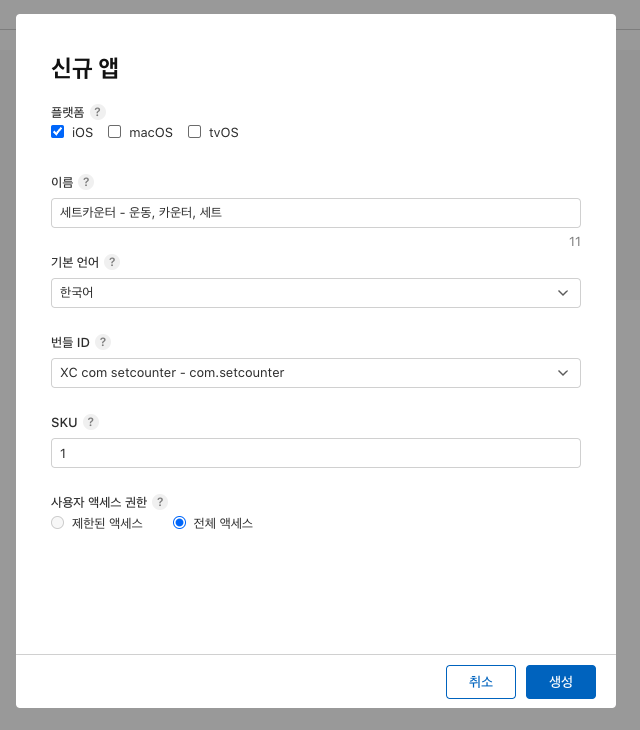 신규 앱
플랫폼 ?
iOS macOS tvOS
이름 ?
세트카운터 - 운동, 카운터, 세트
11
기본 언어 ?
한국어
번들 ID ?
XC com setcounter - com.setcounter
SKU ?
1
사용자 액세스 권한 ?
제한된 액세스 전체 액세스
취소 생성